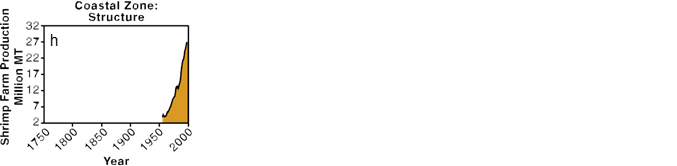 Coastal Zone:
Structure
Shrimp Farm Production
Million MT
32
27
22
17
12
7
2
h
1750
1800
1850
1900
1950
2000
Year